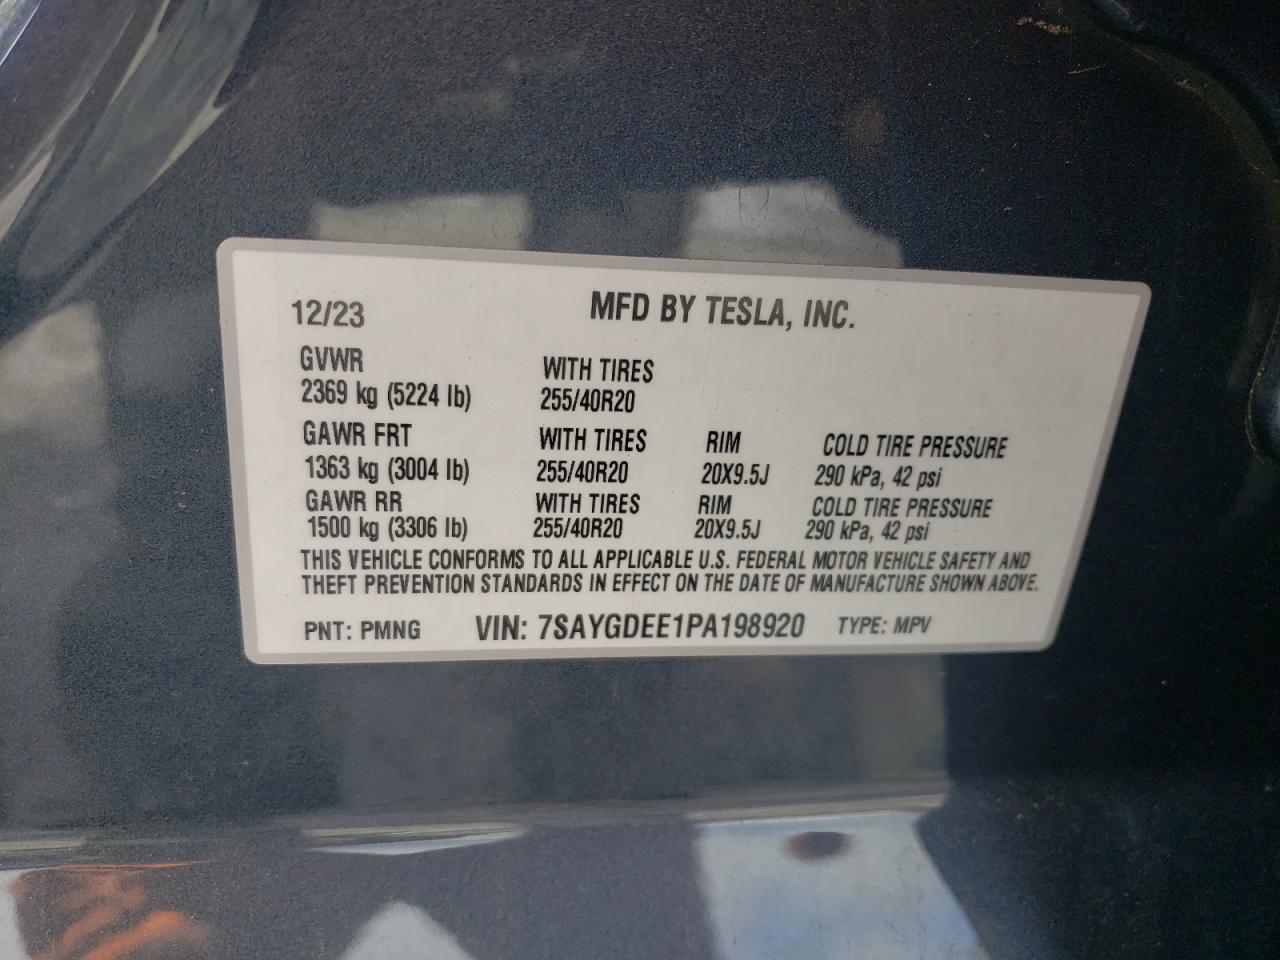 12/23 MFD BY TESLA, INC.
GVWR WITH TIRES
2369 kg (5224 lb) 255/40R20
GAWR FRT WITH TIRES RIM COLD TIRE PRESSURE
1363 kg (3004 lb) 255/40R20 20X9.5J 290 kPa, 42 psi
GAWR RR WITH TIRES RIM COLD TIRE PRESSURE
1500 kg (3306 lb) 255/40R20 20X9.5J 290 kPa, 42 psi
THIS VEHICLE CONFORMS TO ALL APPLICABLE U.S. FEDERAL MOTOR VEHICLE SAFETY AND
THEFT PREVENTION STANDARDS IN EFFECT ON THE DATE OF MANUFACTURE SHOWN ABOVE.
PNT: PMNG VIN: 7SAYGDEE1PA198920 TYPE: MPV